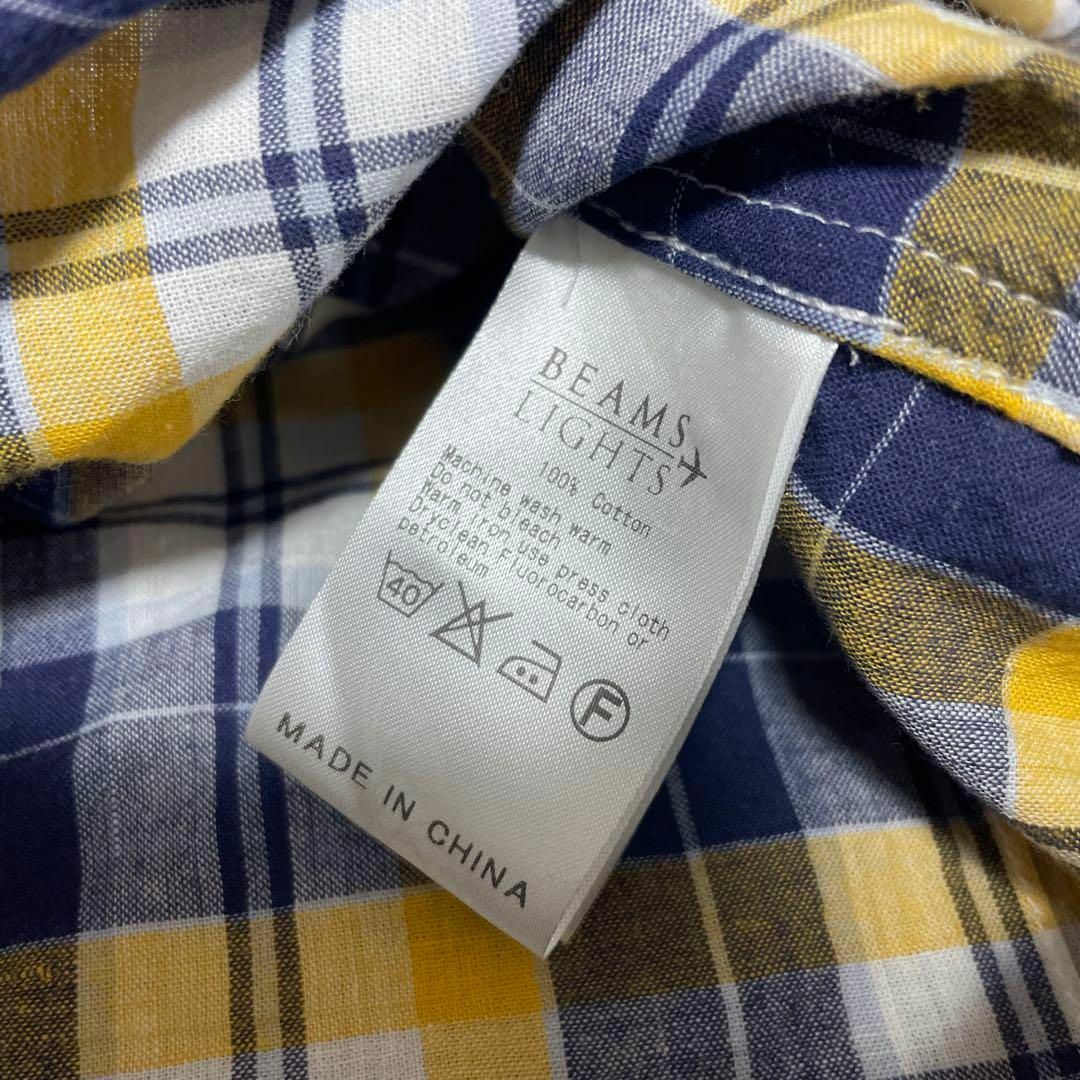 BEAMS
LIGHTS
100% Cotton
Machine wash warm
Do not bleach
Warm iron use press cloth
Dryclean Fluorocarbon or
petroleum
40
F
MADE IN CHINA